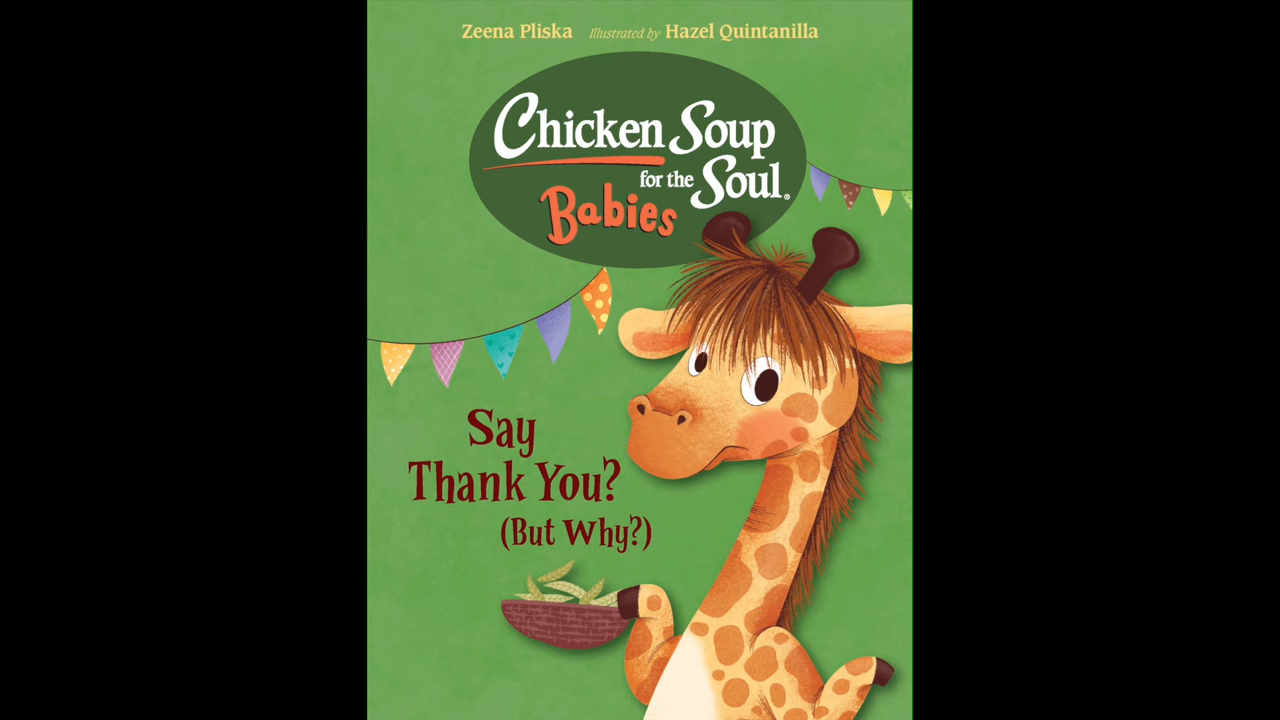 Zeena Pliska Illustrated by Hazel Quintanilla
Chicken Soup
for the Soul®
Babies
Say
Thank You?
(But Why?)